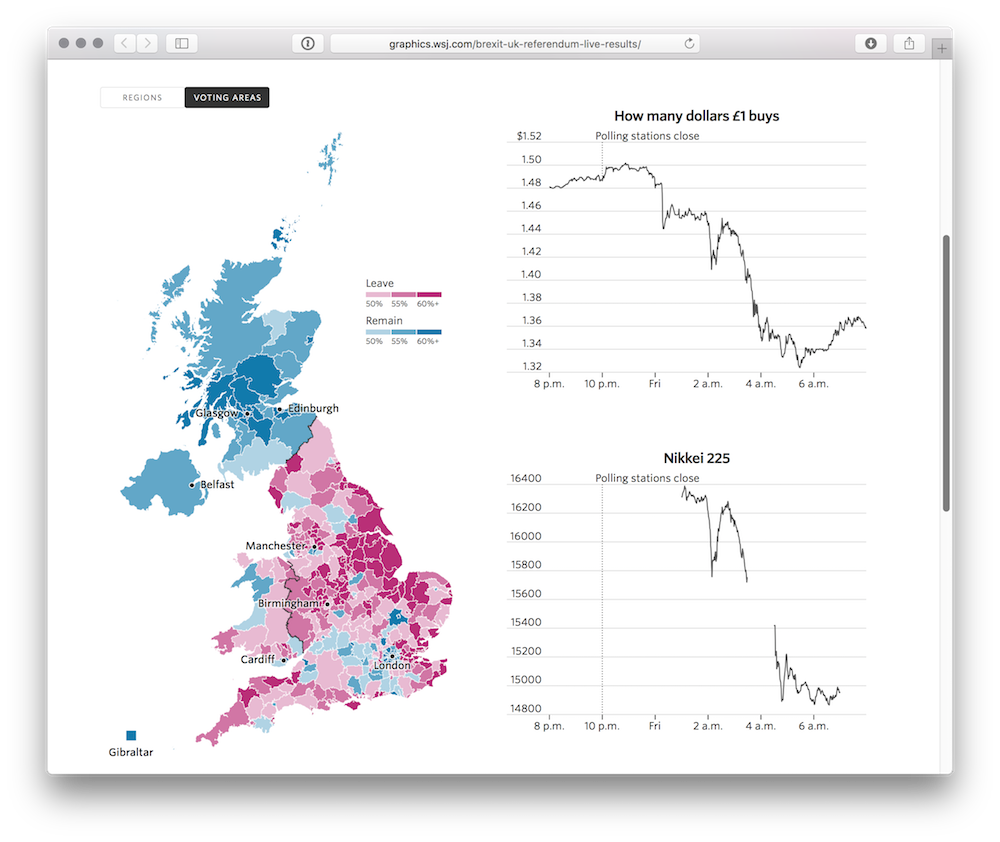 graphics.wsj.com/brexit-uk-referendum-live-results/
REGIONS
VOTING AREAS
Leave
50% 55% 60%+
Remain
50% 55% 60%+
Glasgow
Edinburgh
Belfast
Manchester
Birmingham
Cardiff
London
Gibraltar
How many dollars £1 buys
Polling stations close
$1.52
1.50
1.48
1.46
1.44
1.42
1.40
1.38
1.36
1.34
1.32
8 p.m. 10 p.m. Fri 2 a.m. 4 a.m. 6 a.m.
Nikkei 225
Polling stations close
16400
16200
16000
15800
15600
15400
15200
15000
14800
8 p.m. 10 p.m. Fri 2 a.m. 4 a.m. 6 a.m.